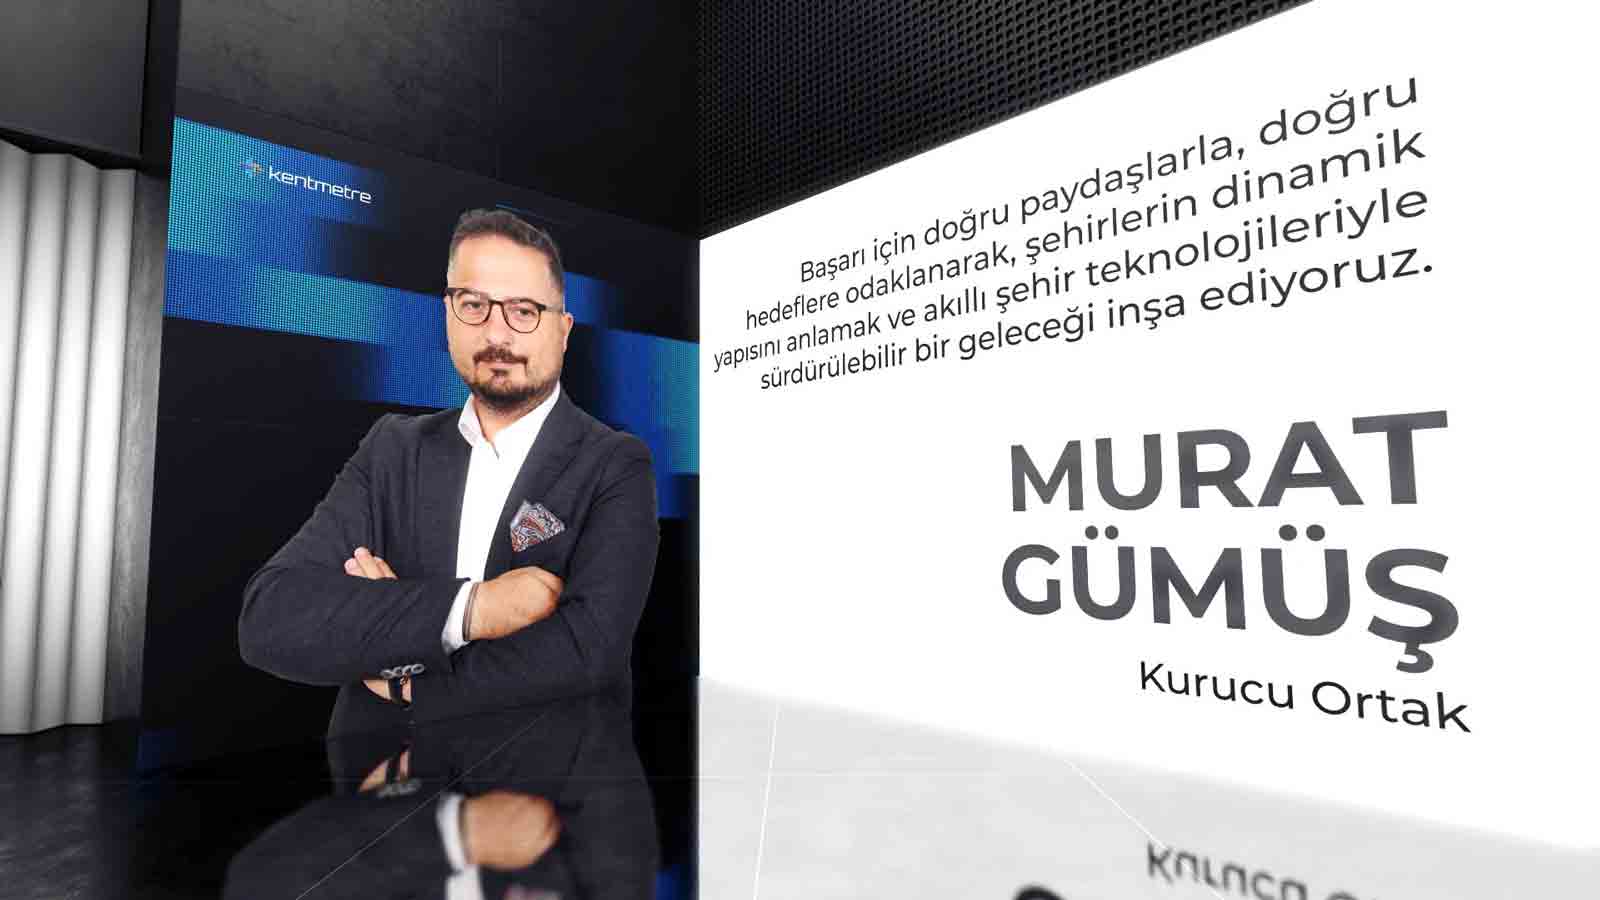 kentmetre
Başarı için doğru paydaşlarla, doğru
hedeflere odaklanarak, şehirlerin dinamik
yapısını anlamak ve akıllı şehir teknolojileriyle
sürdürülebilir bir geleceği inşa ediyoruz.
MURAT
GÜMÜŞ
Kurucu Ortak